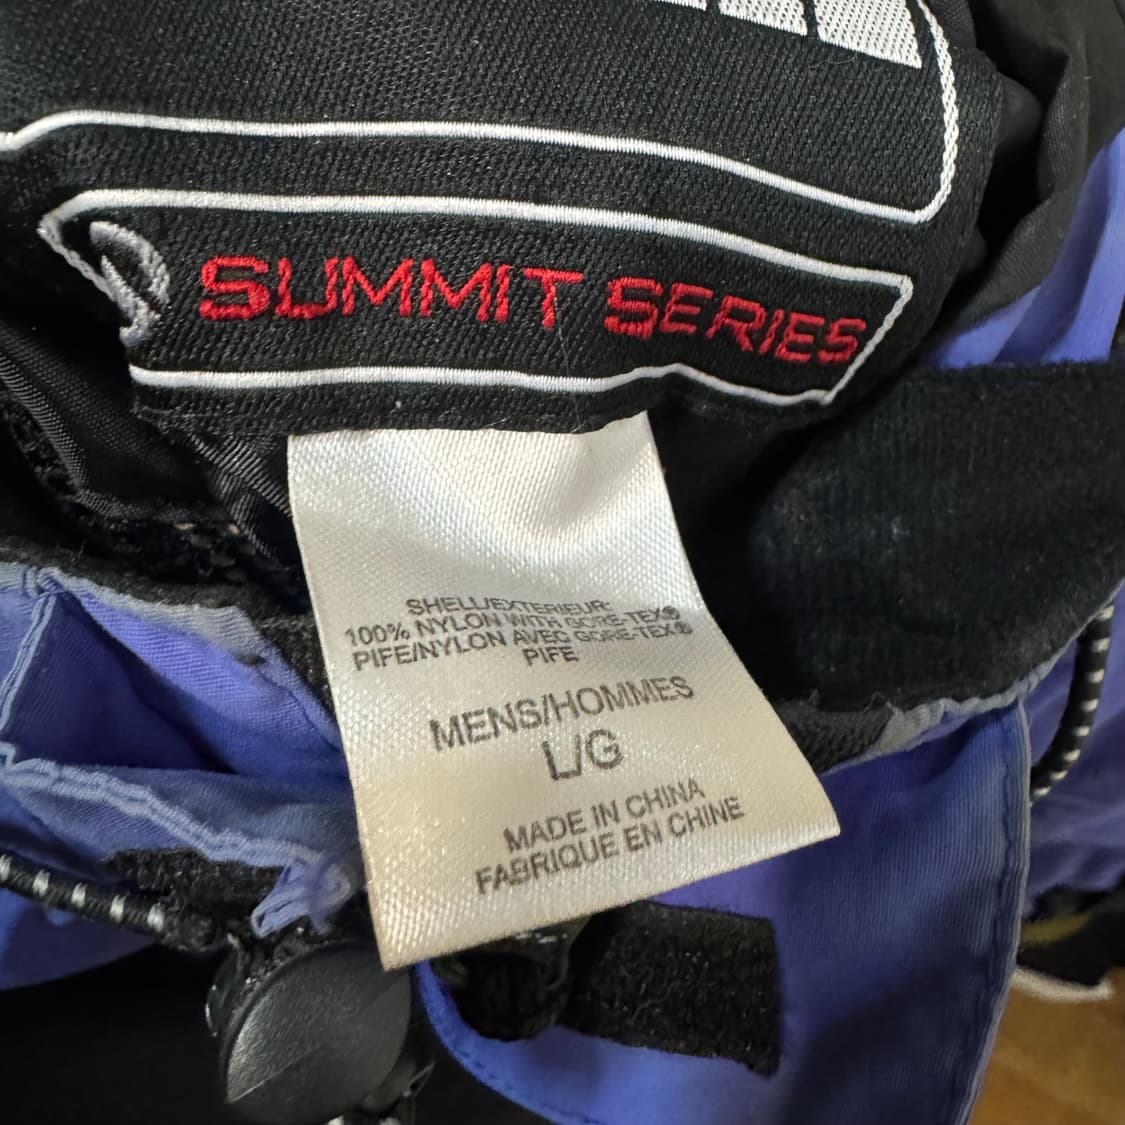 SUMMIT SERIES
SHELL/EXTERIEUR:
100% NYLON WITH GORE-TEX®
PIFE/NYLON AVEC GORE-TEX®
PIFE
MENS/HOMMES
L/G
MADE IN CHINA
FABRIQUE EN CHINE